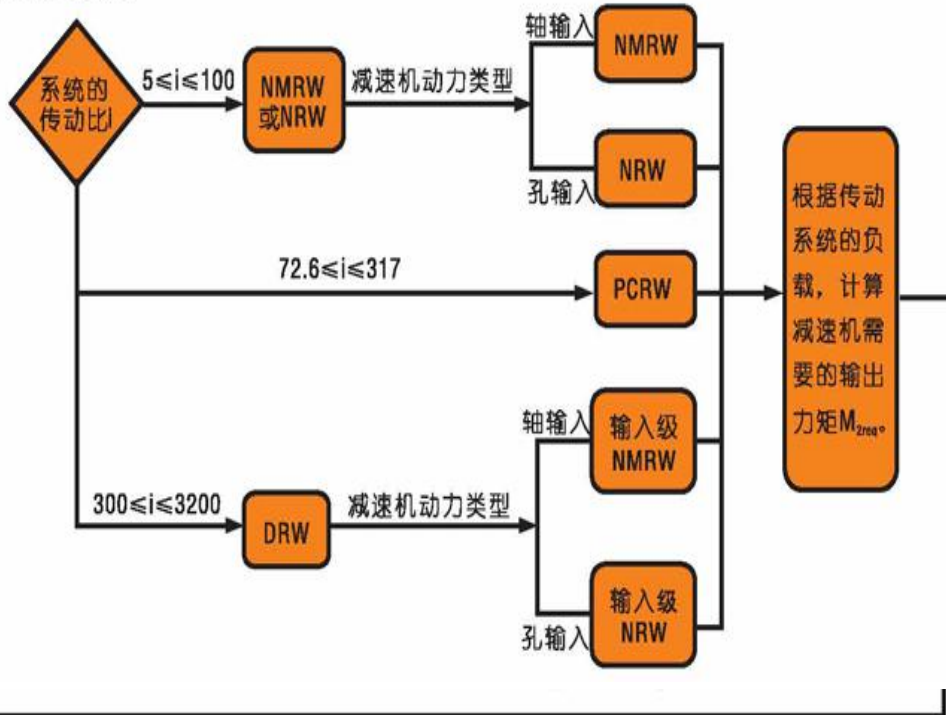 系统的
传动比i
5≤i≤100
NMRW
或NRW
减速机动力类型
轴输入
NMRW
孔输入
NRW
72.6≤i≤317
PCRW
300≤i≤3200
DRW
减速机动力类型
轴输入
输入级
NMRW
孔输入
输入级
NRW
根据传动
系统的负
载，计算
减速机需
要的输出
力矩M2req。